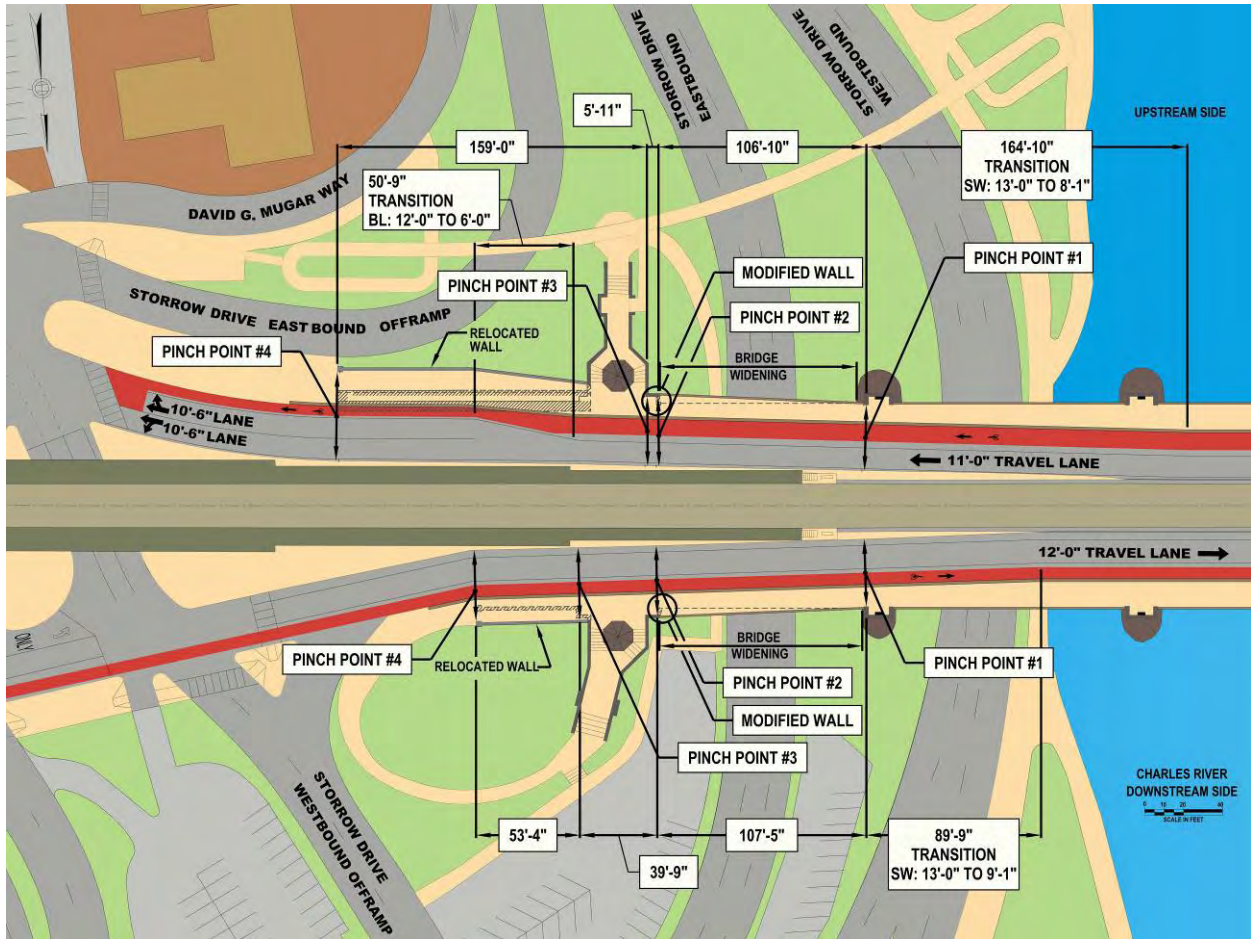 STORROW DRIVE
EASTBOUND
STORROW DRIVE
WESTBOUND
UPSTREAM SIDE
5'-11"
159'-0"
106'-10"
164'-10"
TRANSITION
SW: 13'-0" TO 8'-1"
50'-9"
TRANSITION
BL: 12'-0" TO 6'-0"
DAVID G. MUGAR WAY
MODIFIED WALL
PINCH POINT #1
PINCH POINT #3
PINCH POINT #2
STORROW DRIVE EAST BOUND OFFRAMP
RELOCATED
WALL
PINCH POINT #4
BRIDGE
WIDENING
10'-6" LANE
10'-6" LANE
11'-0" TRAVEL LANE
12'-0" TRAVEL LANE
ONLY
PINCH POINT #4
RELOCATED WALL
BRIDGE
WIDENING
PINCH POINT #1
PINCH POINT #2
MODIFIED WALL
PINCH POINT #3
STORROW DRIVE
WESTBOUND OFFRAMP
CHARLES RIVER
DOWNSTREAM SIDE
0 10 20 40
SCALE IN FEET
53'-4"
107'-5"
89'-9"
TRANSITION
SW: 13'-0" TO 9'-1"
39'-9"